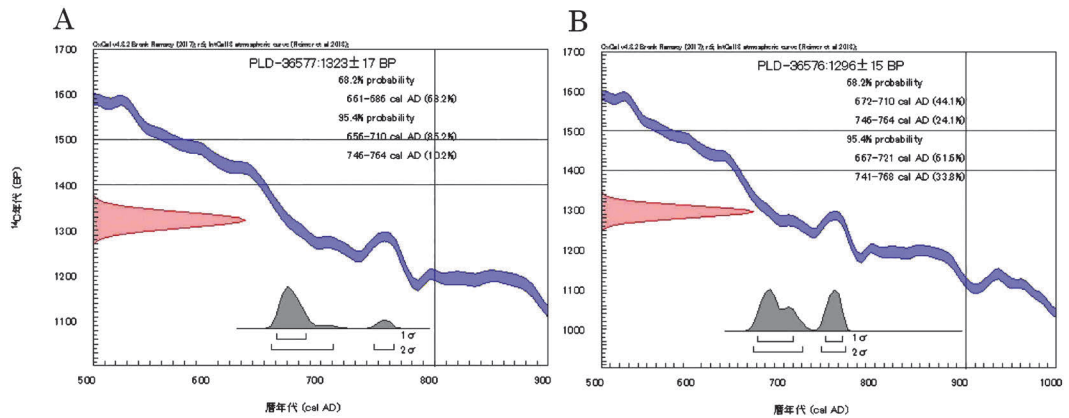 A
OxCal v4.3.2 Bronk Ramsey (2017); r:5; IntCal13 atmospheric curve (Reimer et al 2013);
PLD-36577:1323±17 BP
68.2% probability
661-686 cal AD (68.2%)
95.4% probability
656-710 cal AD (85.2%)
746-764 cal AD (10.2%)
1700
1600
1500
1400
1300
1200
1100
¹⁴C年代 (BP)
1σ
2σ
500 600 700 800 900
暦年代 (cal AD)
B
OxCal v4.3.2 Bronk Ramsey (2017); r:5; IntCal13 atmospheric curve (Reimer et al 2013);
PLD-36576:1296±15 BP
68.2% probability
672-710 cal AD (44.1%)
746-764 cal AD (24.1%)
95.4% probability
667-721 cal AD (61.6%)
741-768 cal AD (33.8%)
1700
1600
1500
1400
1300
1200
1100
1000
1σ
2σ
500 600 700 800 900 1000
暦年代 (cal AD)